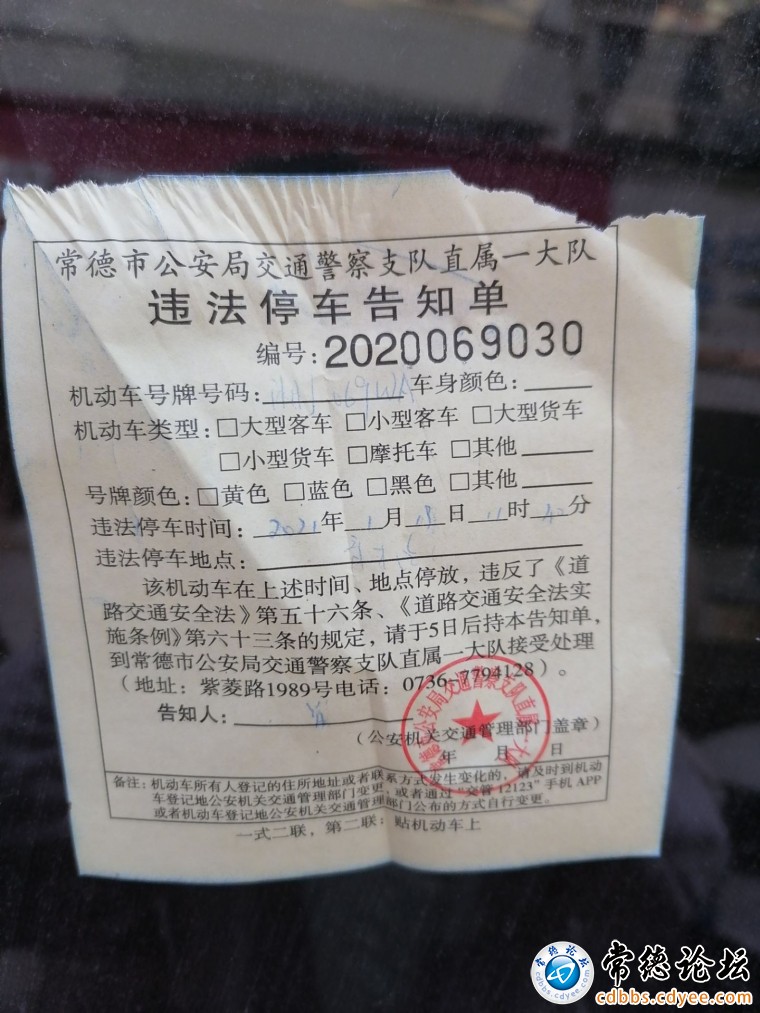 常德市公安局交通警察支队直属一大队
违法停车告知单
编号:2020069030
机动车号牌号码: 车身颜色:
机动车类型:□大型客车 □小型客车 □大型货车
□小型货车 □摩托车 □其他
号牌颜色:□黄色 □蓝色 □黑色 □其他
违法停车时间: 2021年 1月 日 11时 分
违法停车地点:
该机动车在上述时间、地点停放，违反了《道
路交通安全法》第五十六条、《道路交通安全法实
施条例》第六十三条的规定，请于5日后持本告知单，
到常德市公安局交通警察支队直属一大队接受处理
(地址：紫菱路1989号电话：0736-7794128)。
告知人:
(公安机关交通管理部门盖章)
年 月 日
备注：机动车所有人登记的住所地址或者联系方式发生变化的，请及时到机动
车登记地公安机关交通管理部门变更，或者通过“交管12123”手机APP
或者机动车登记地公安机关交通管理部门公布的方式自行变更。
一式二联，第二联：贴机动车上
常德论坛
cdbbs.cdyee.com